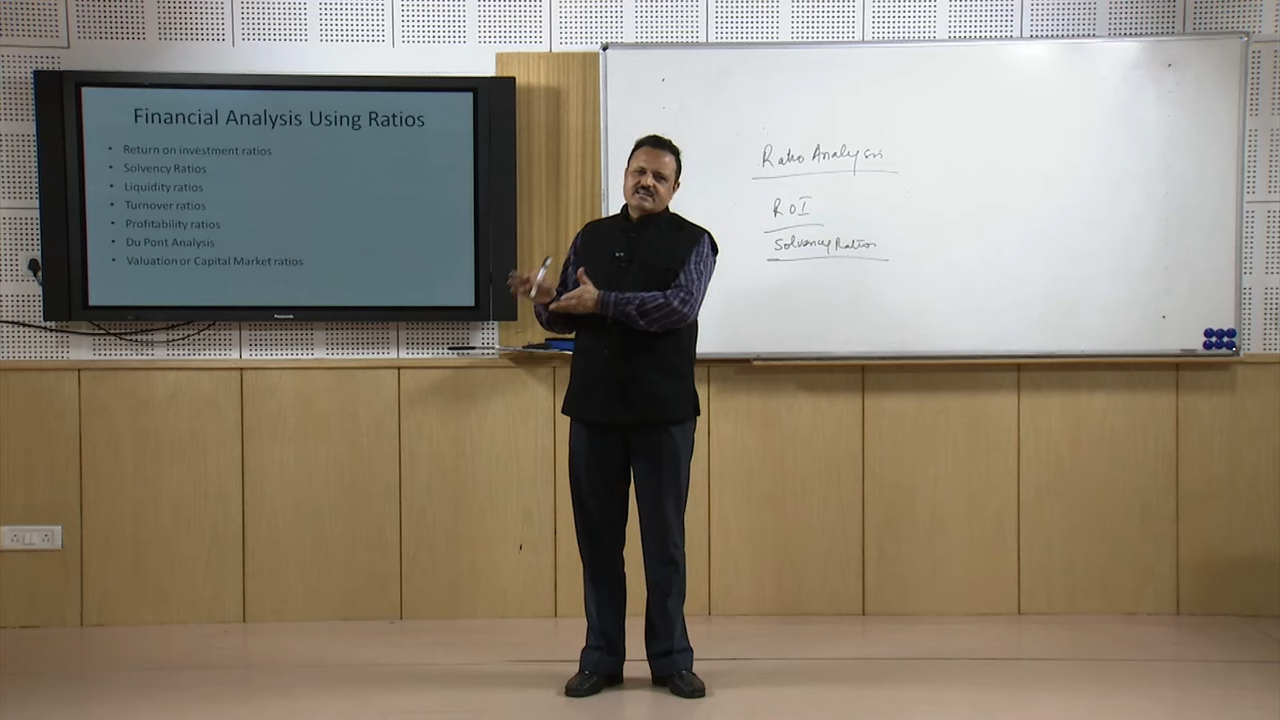 Financial Analysis Using Ratios
• Return on investment ratios
• Solvency Ratios
• Liquidity ratios
• Turnover ratios
• Profitability ratios
• Du Pont Analysis
• Valuation or Capital Market ratios
Panasonic
Ratio Analysis
ROI
Solvency Ratios